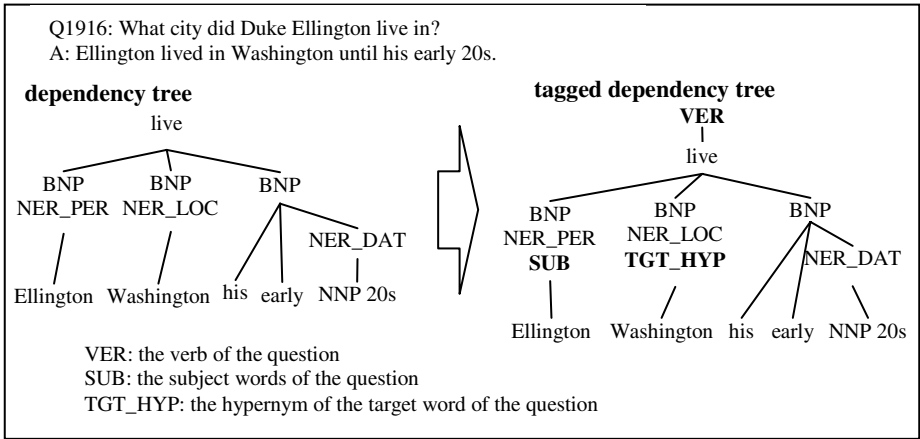 Q1916: What city did Duke Ellington live in?
A: Ellington lived in Washington until his early 20s.
dependency tree
live
BNP BNP BNP
NER_PER NER_LOC
NER_DAT
Ellington Washington his early NNP 20s
tagged dependency tree
VER
live
BNP BNP BNP
NER_PER NER_LOC
SUB TGT_HYP NER_DAT
Ellington Washington his early NNP 20s
VER: the verb of the question
SUB: the subject words of the question
TGT_HYP: the hypernym of the target word of the question